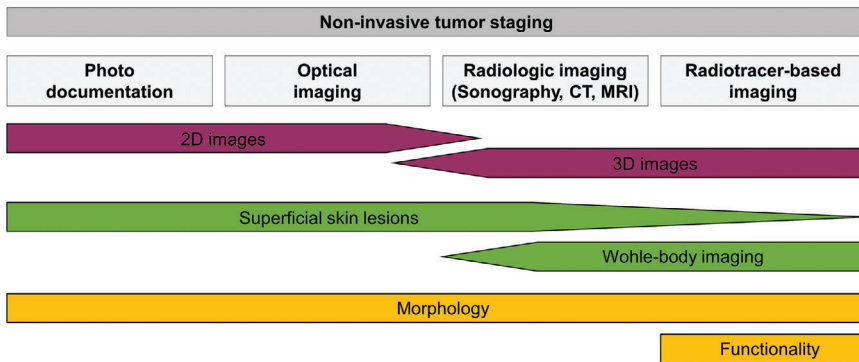 Non-invasive tumor staging
Photo
documentation
Optical
imaging
Radiologic imaging
(Sonography, CT, MRI)
Radiotracer-based
imaging
2D images
3D images
Superficial skin lesions
Wohle-body imaging
Morphology
Functionality